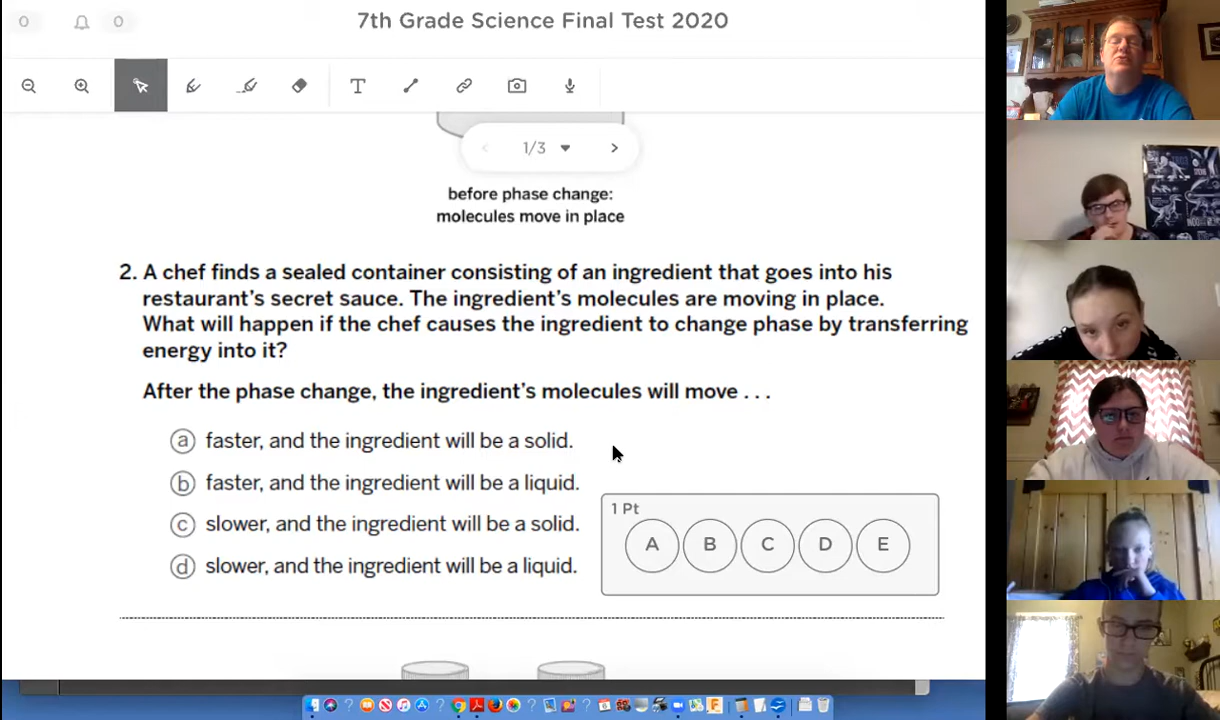 0
0
7th Grade Science Final Test 2020
T
1/3
before phase change:
molecules move in place
2. A chef finds a sealed container consisting of an ingredient that goes into his
restaurant's secret sauce. The ingredient's molecules are moving in place.
What will happen if the chef causes the ingredient to change phase by transferring
energy into it?
After the phase change, the ingredient's molecules will move . . .
a faster, and the ingredient will be a solid.
b faster, and the ingredient will be a liquid.
c slower, and the ingredient will be a solid.
d slower, and the ingredient will be a liquid.
1 Pt
A B C D E